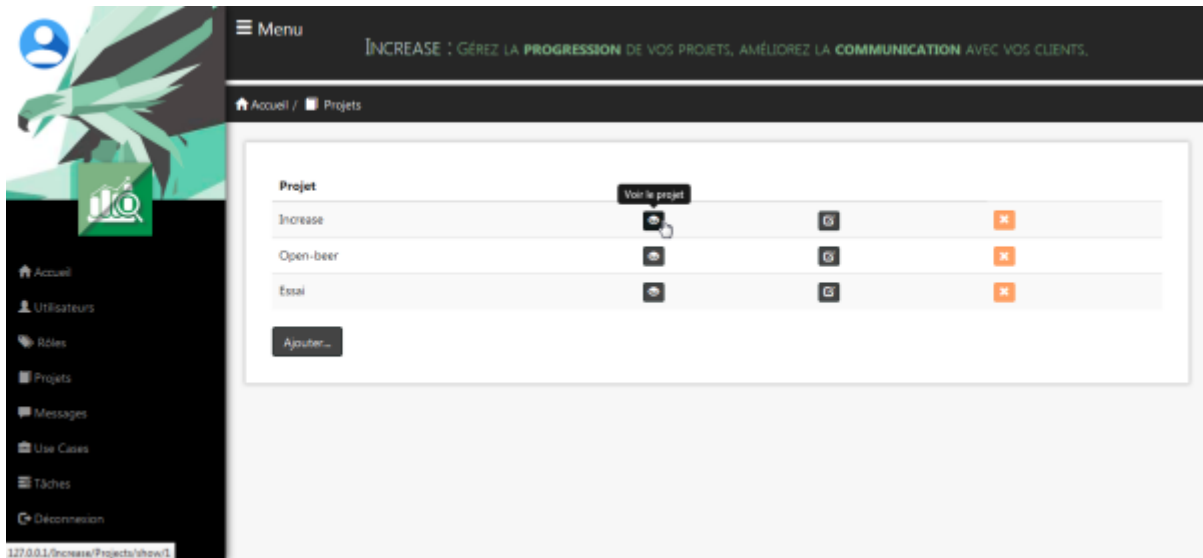 Menu
INCREASE : GÉREZ LA PROGRESSION DE VOS PROJETS, AMÉLIOREZ LA COMMUNICATION AVEC VOS CLIENTS.
Accueil / Projets
Projet
Voir le projet
Increase
Open-beer
Essai
Ajouter...
Accueil
Utilisateurs
Rôles
Projets
Messages
Use Cases
Tâches
Déconnexion
127.0.0.1/Increase/Projects/show/1